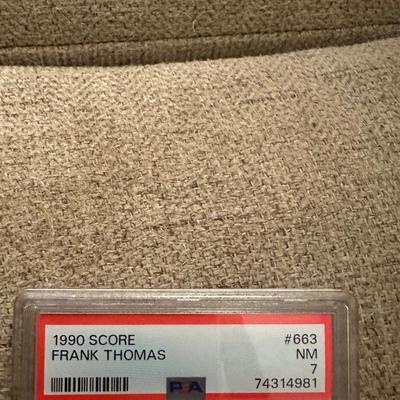 1990 SCORE #663
FRANK THOMAS NM
7
PSA 74314981